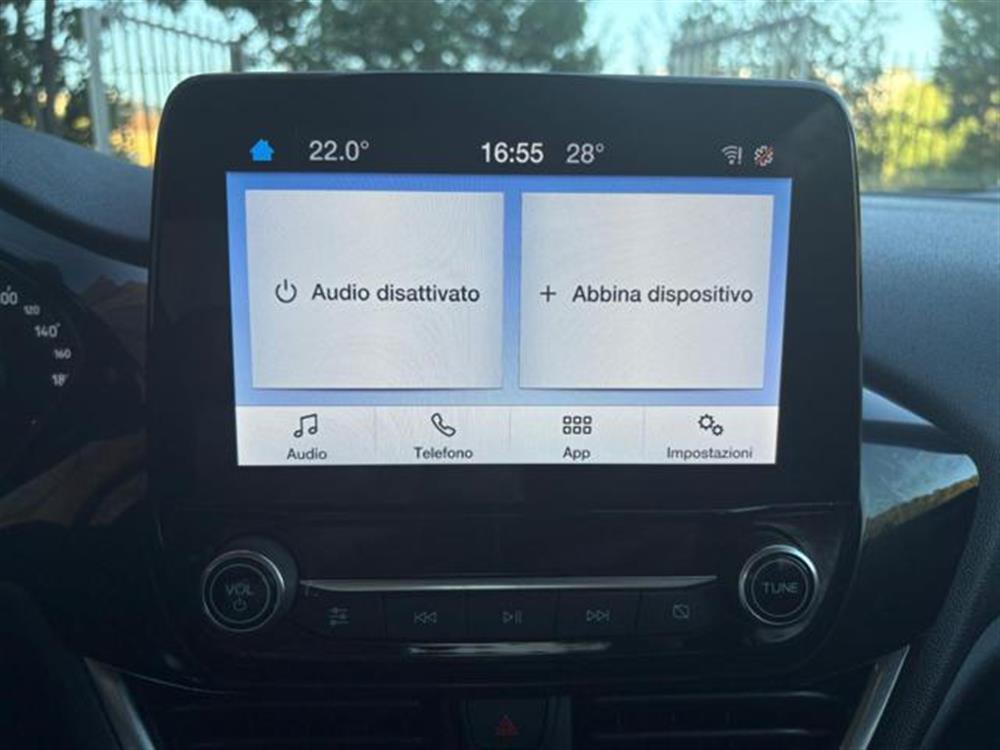 22.0°
16:55
28°
Audio disattivato
+ Abbina dispositivo
Audio
Telefono
App
Impostazioni
120
140
160
VOL
TUNE